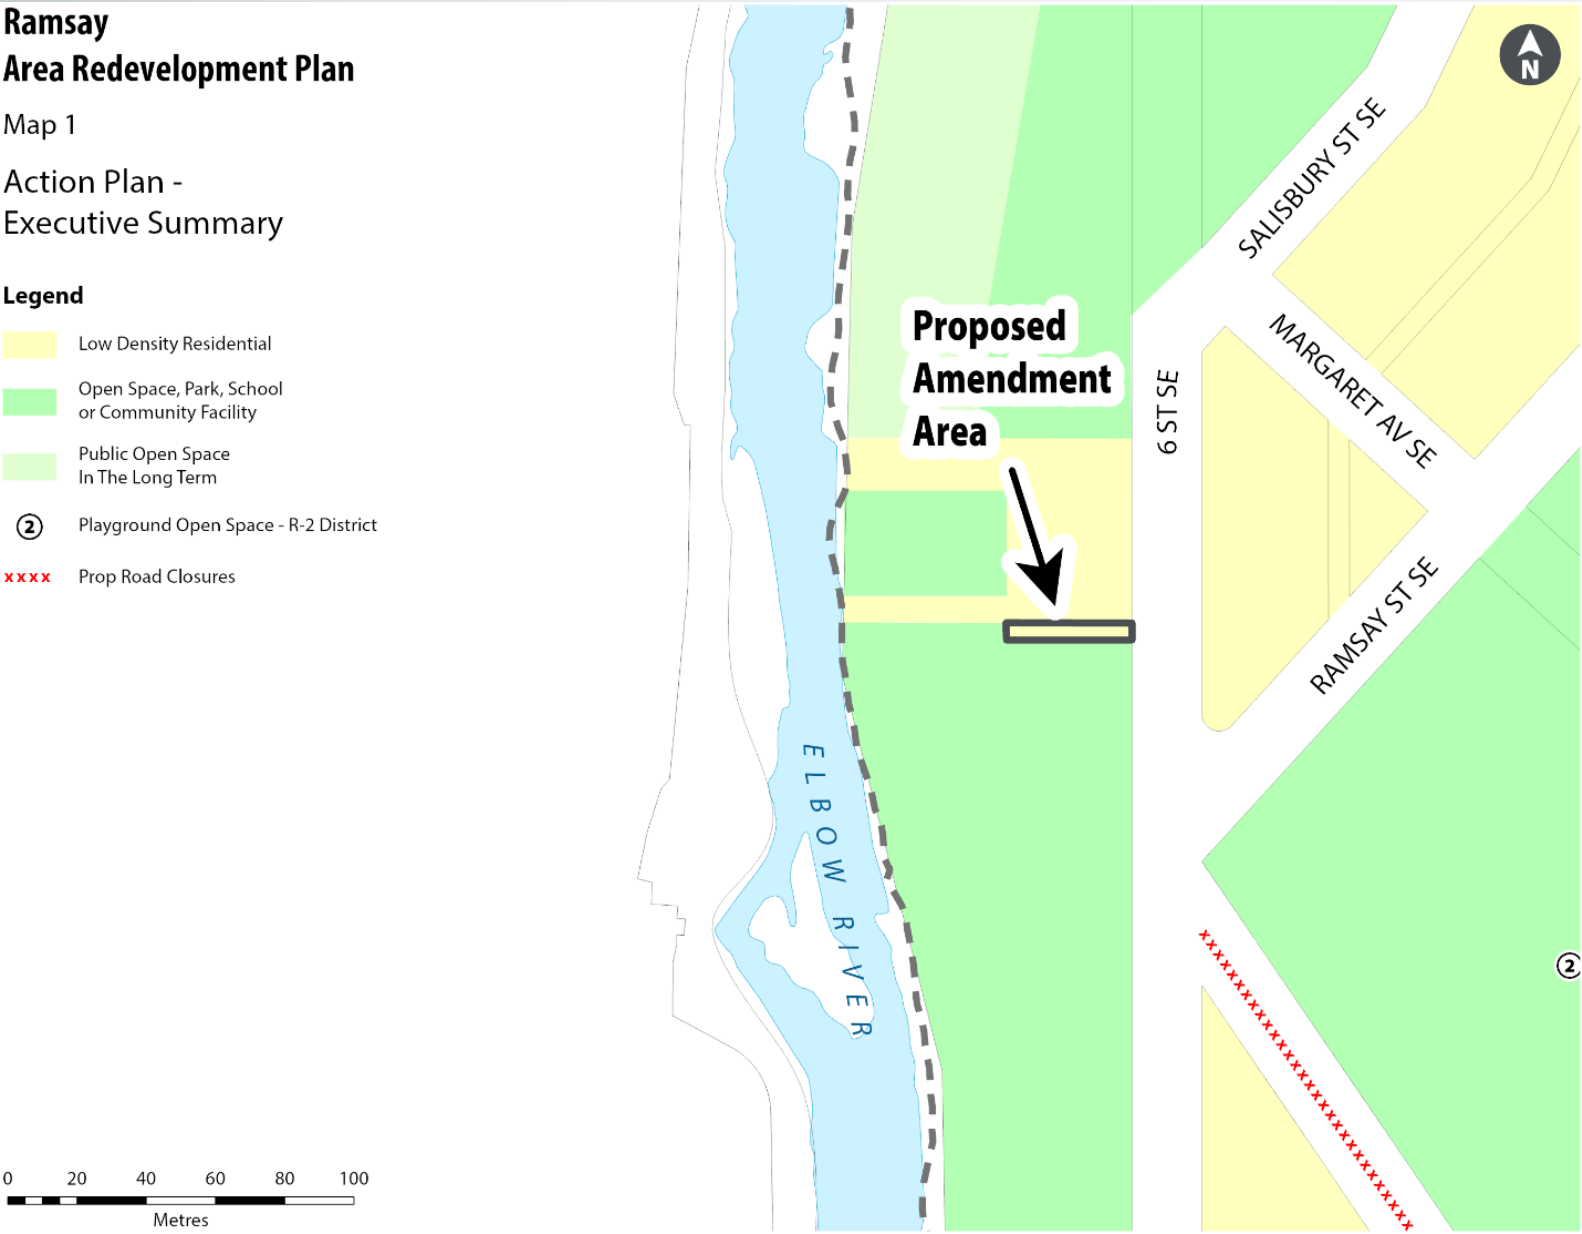 Ramsay
Area Redevelopment Plan
Map 1
Action Plan -
Executive Summary
Legend
Low Density Residential
Open Space, Park, School
or Community Facility
Public Open Space
In The Long Term
2
Playground Open Space - R-2 District
xxxx
Prop Road Closures
0 20 40 60 80 100
Metres
N
SALISBURY ST SE
MARGARET AV SE
6 ST SE
RAMSAY ST SE
Proposed
Amendment
Area
ELBOW RIVER
2